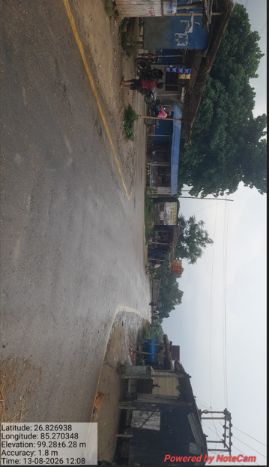 Latitude: 26.826938
Longitude: 85.270348
Elevation: 99.28±6.28 m
Accuracy: 1.8 m
Time: 13-08-2026 12:08
Powered by NoteCam